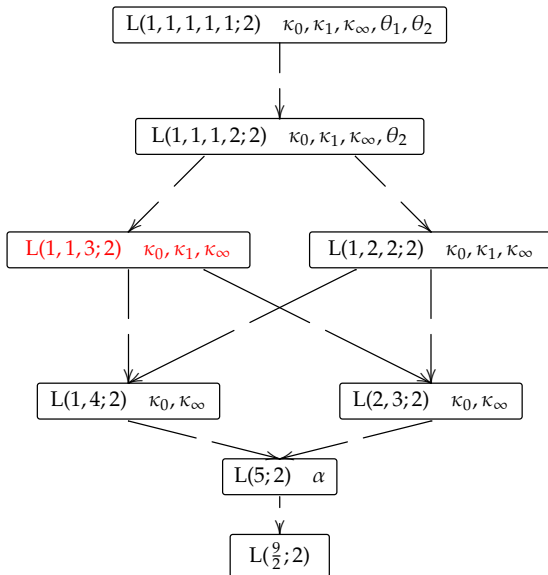 L(1, 1, 1, 1, 1; 2) κ₀, κ₁, κ∞, θ₁, θ₂
L(1, 1, 1, 2; 2) κ₀, κ₁, κ∞, θ₂
L(1, 1, 3; 2) κ₀, κ₁, κ∞
L(1, 2, 2; 2) κ₀, κ₁, κ∞
L(1, 4; 2) κ₀, κ∞
L(2, 3; 2) κ₀, κ∞
L(5; 2) α
L(9/2; 2)